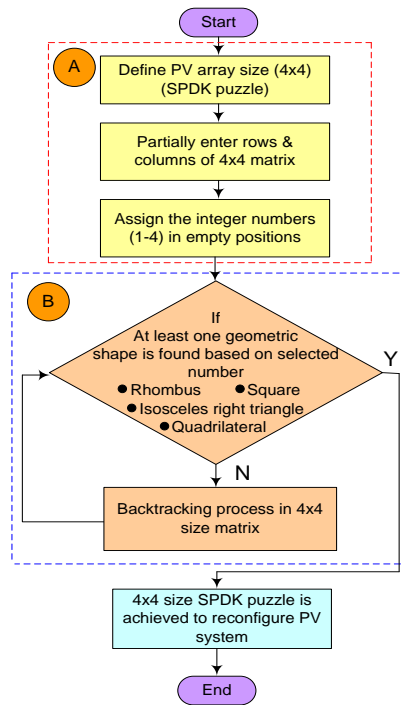 Start
A
Define PV array size (4x4)
(SPDK puzzle)
Partially enter rows &
columns of 4x4 matrix
Assign the integer numbers
(1-4) in empty positions
B
If
At least one geometric
shape is found based on selected
number
● Rhombus ● Square
● Isosceles right triangle
● Quadrilateral
Y
N
Backtracking process in 4x4
size matrix
4x4 size SPDK puzzle is
achieved to reconfigure PV
system
End